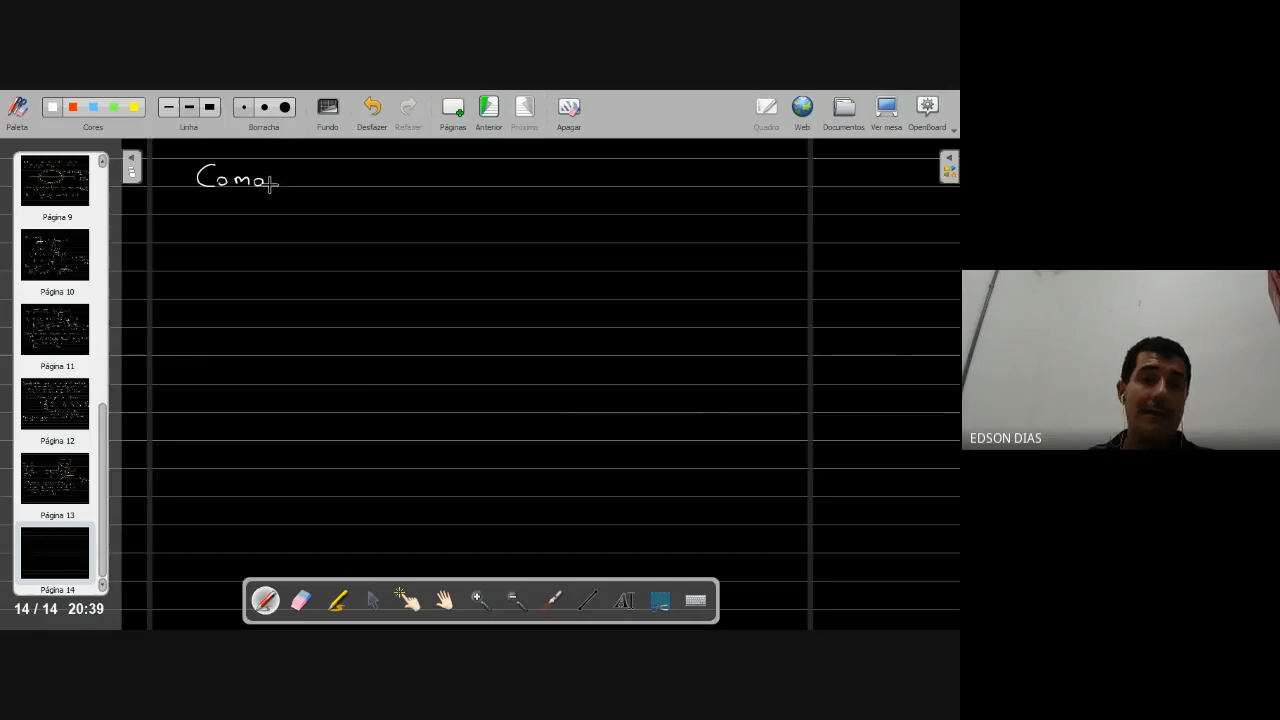 Paleta
Cores
Linha
Borracha
Fundo
Desfazer
Refazer
Páginas
Anterior
Próximo
Apagar
Quadro
Web
Documentos
Ver mesa
OpenBoard
Como
Página 9
Página 10
Página 11
Página 12
Página 13
Página 14
14 / 14 20:39
AI
EDSON DIAS